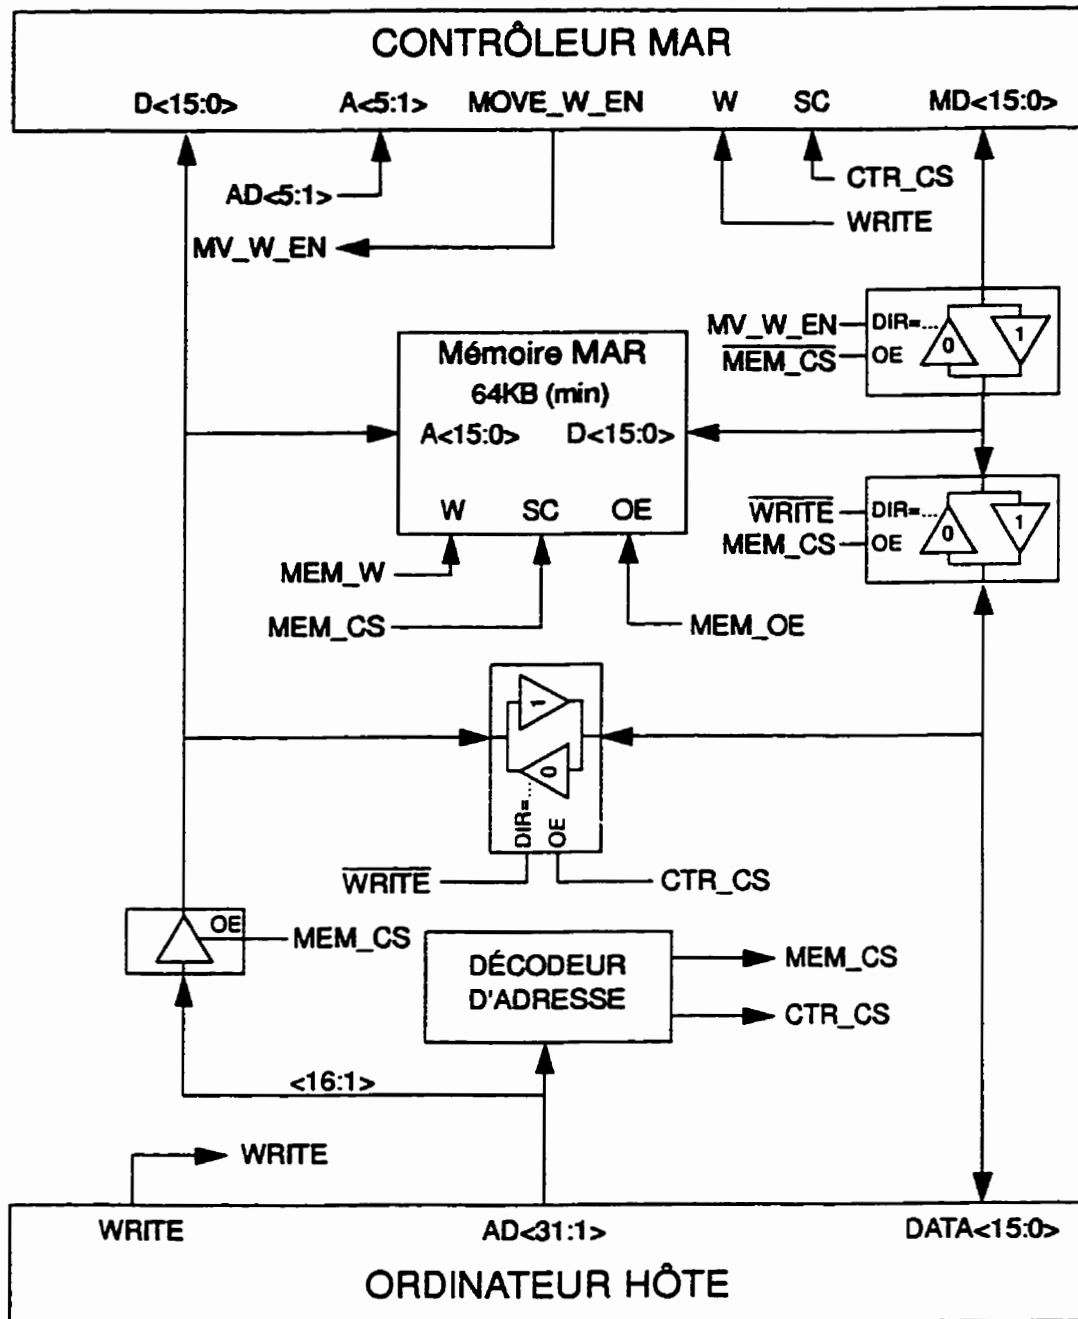 CONTRÔLEUR MAR
D<15:0> A<5:1> MOVE_W_EN W SC MD<15:0>
CTR_CS
AD<5:1>
WRITE
MV_W_EN
MV_W_EN DIR=... 0 1
MEM_CS OE
Mémoire MAR
64KB (min)
A<15:0> D<15:0>
W SC OE
WRITE DIR=... 0 1
MEM_CS OE
MEM_W
MEM_CS
MEM_OE
1
0
DIR=...
OE
WRITE
CTR_CS
OE
MEM_CS
DÉCODEUR
D'ADRESSE
MEM_CS
CTR_CS
<16:1>
WRITE
WRITE AD<31:1> DATA<15:0>
ORDINATEUR HÔTE